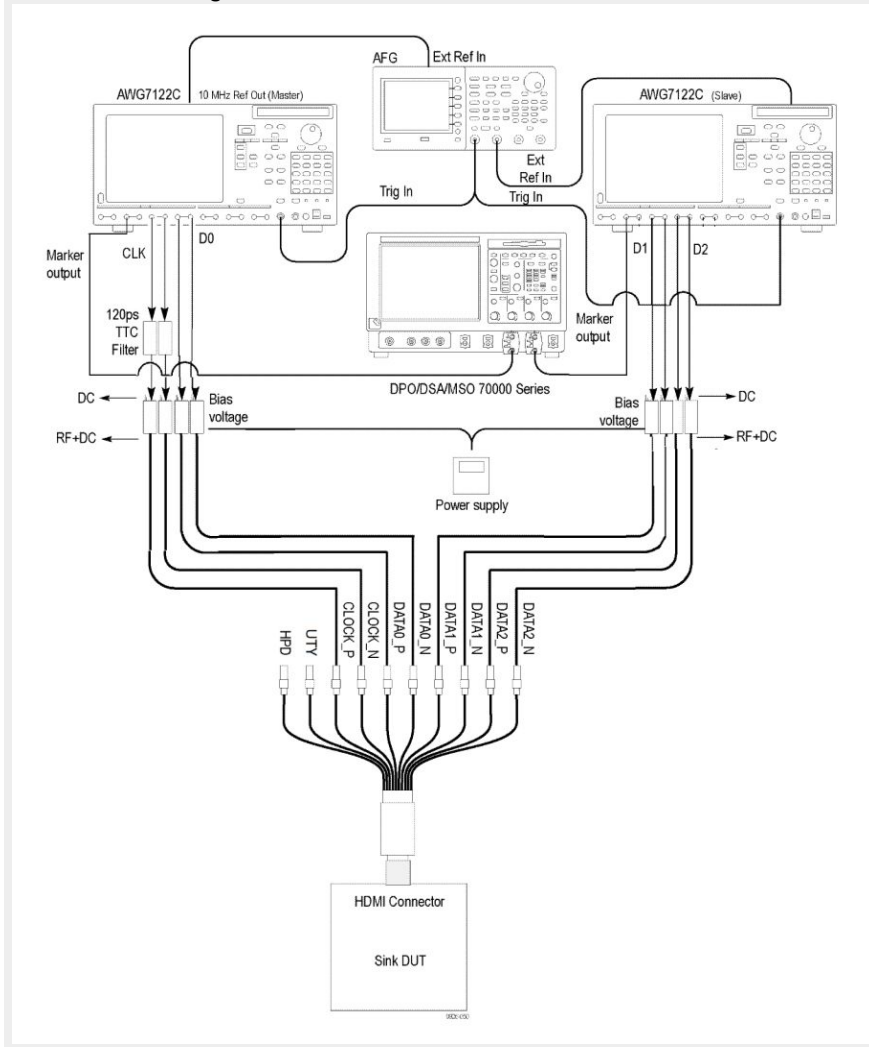 AFG
Ext Ref In
AWG7122C
10 MHz Ref Out (Master)
AWG7122C (Slave)
Ext
Ref In
Trig In
Trig In
Marker
output
CLK
D0
D1
D2
120ps
TTC
Filter
Marker
output
DPO/DSA/MSO 70000 Series
DC
Bias
voltage
RF+DC
Bias
voltage
DC
RF+DC
Power supply
HPD
UTY
CLOCK_P
CLOCK_N
DATA0_P
DATA0_N
DATA1_P
DATA1_N
DATA2_P
DATA2_N
HDMI Connector
Sink DUT